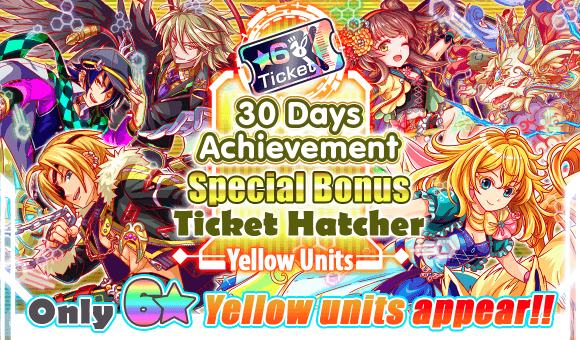 ★6
Ticket
30 Days
Achievement
Special Bonus
Ticket Hatcher
Yellow Units
Only 6★ Yellow units appear!!